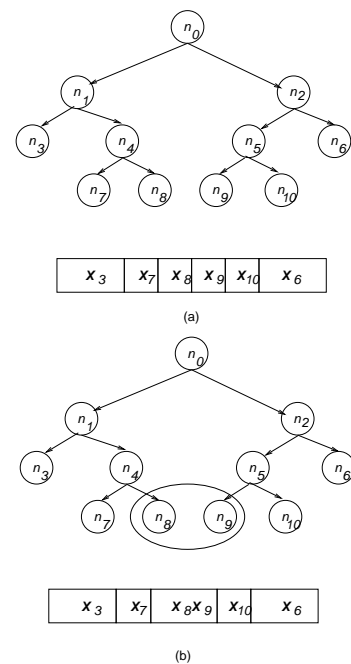 n0
n1 n2
n3 n4 n5 n6
n7 n8 n9 n10
x3 x7 x8 x9 x10 x6
(a)
n0
n1 n2
n3 n4 n5 n6
n7 n8 n9 n10
x3 x7 x8x9 x10 x6
(b)